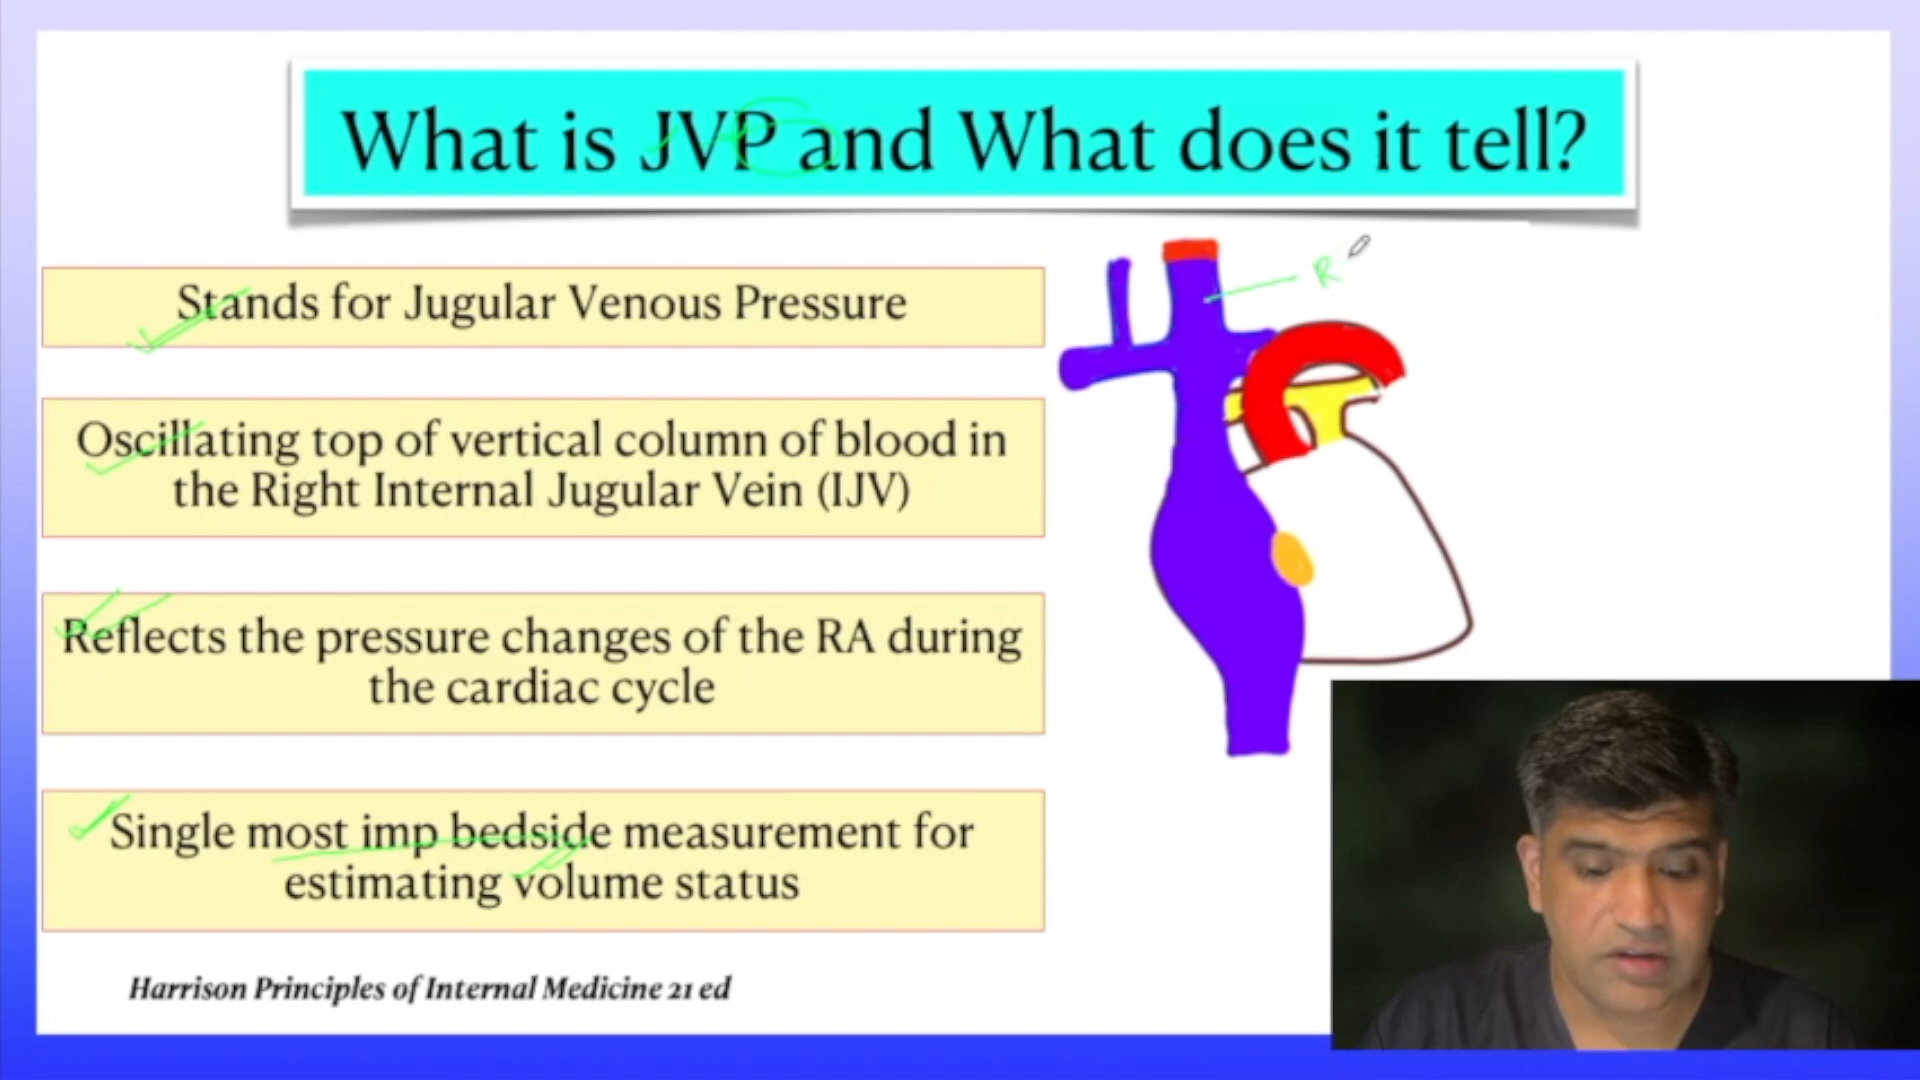 What is JVP and What does it tell?
Stands for Jugular Venous Pressure
R
Oscillating top of vertical column of blood in
the Right Internal Jugular Vein (IJV)
Reflects the pressure changes of the RA during
the cardiac cycle
Single most imp bedside measurement for
estimating volume status
Harrison Principles of Internal Medicine 21 ed